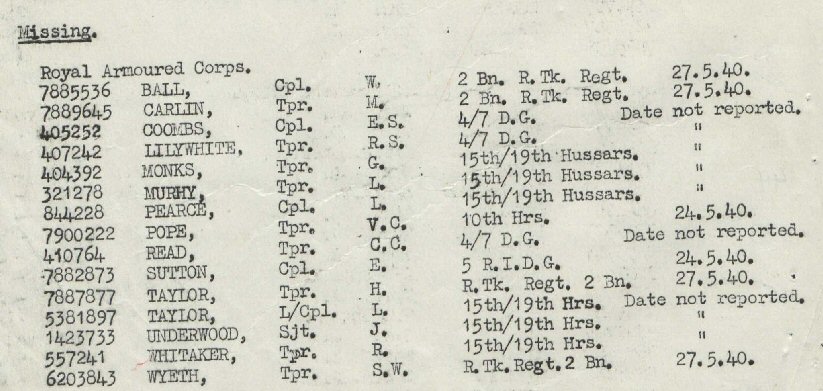 Missing.
Royal Armoured Corps.
7885536 BALL, Cpl. W. 2 Bn. R.Tk. Regt. 27.5.40.
7889645 CARLIN, Tpr. M. 2 Bn. R.Tk. Regt. 27.5.40.
405252 COOMBS, Cpl. E.S. 4/7 D.G. Date not reported.
407242 LILYWHITE, Tpr. R.S. 4/7 D.G. "
404392 MONKS, Tpr. G. 15th/19th Hussars. "
321278 MURHY, Tpr. L. 15th/19th Hussars. "
844228 PEARCE, Cpl. L. 15th/19th Hussars. "
7900222 POPE, Tpr. V.C. 10th Hrs. 24.5.40.
410764 READ, Tpr. C.C. 4/7 D.G. Date not reported.
7882873 SUTTON, Cpl. E. 5 R.I.D.G. 24.5.40.
7887877 TAYLOR, Tpr. H. R.Tk. Regt. 2 Bn. 27.5.40.
5381897 TAYLOR, L/Cpl. L. 15th/19th Hrs. Date not reported.
1423733 UNDERWOOD, Sjt. J. 15th/19th Hrs. "
557241 WHITAKER, Tpr. R. 15th/19th Hrs. "
6203843 WYETH, Tpr. S.W. R.Tk.Regt.2 Bn. 27.5.40.